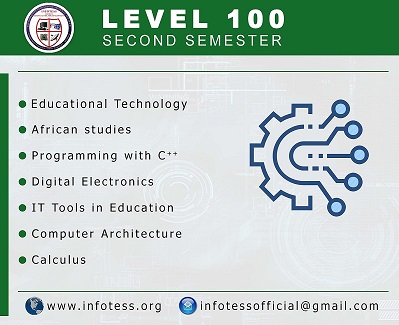 LEVEL 100
SECOND SEMESTER
Educational Technology
African studies
Programming with C++
Digital Electronics
IT Tools in Education
Computer Architecture
Calculus
www.infotess.org infotessofficial@gmail.com